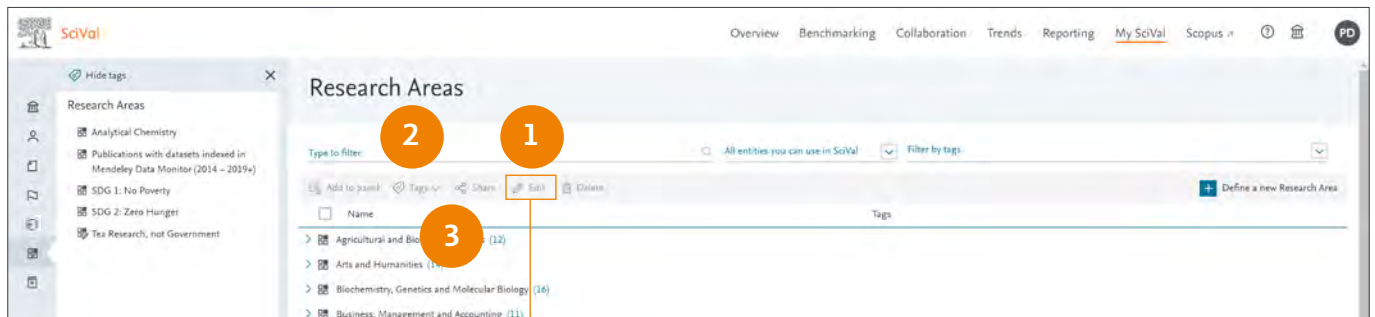 SciVal
Overview Benchmarking Collaboration Trends Reporting My SciVal Scopus PD
Hide tags
Research Areas
Research Areas
Analytical Chemistry
Publications with datasets indexed in
Mendeley Data Monitor (2014 – 2019+)
SDG 1: No Poverty
SDG 2: Zero Hunger
Tea Research, not Government
2
1
Type to filter
All entities you can use in SciVal
Filter by tags
Add to panel Tags Share Edit Delete
Define a new Research Area
Name
Tags
3
Agricultural and (12)
Arts and Humanities
Biochemistry, Genetics and Molecular Biology (16)
Business, Management and Accounting (11)